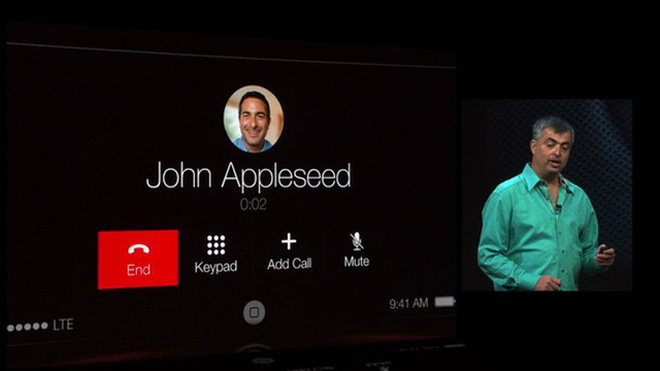 John Appleseed
0:02
End
Keypad
Add Call
Mute
9:41 AM
LTE